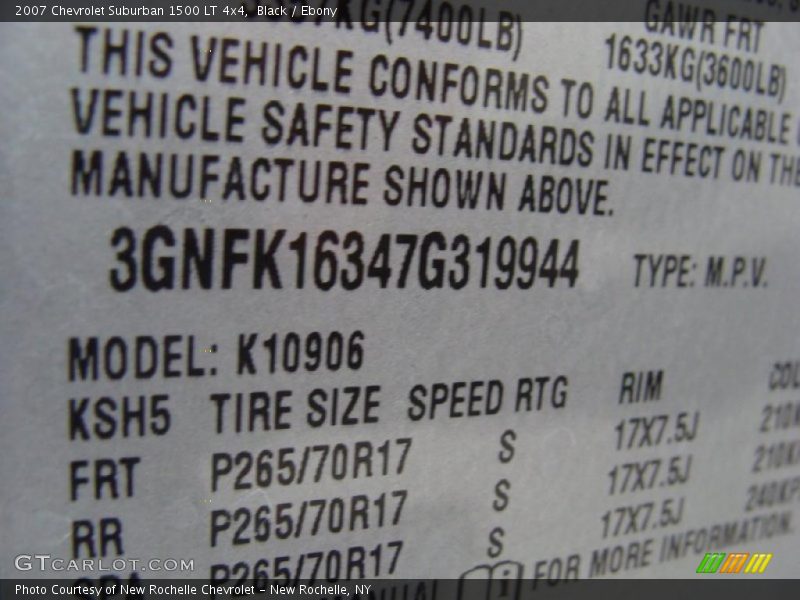 2007 Chevrolet Suburban 1500 LT 4x4, Black / Ebony
(7400LB) GAWR FRT
1633KG(3600LB)
THIS VEHICLE CONFORMS TO ALL APPLICABLE
VEHICLE SAFETY STANDARDS IN EFFECT ON THE
MANUFACTURE SHOWN ABOVE.
3GNFK16347G319944 TYPE: M.P.V.
MODEL: K10906
KSH5 TIRE SIZE SPEED RTG RIM
FRT P265/70R17 S 17X7.5J
RR P265/70R17 S 17X7.5J
P265/70R17 S 17X7.5J
FOR MORE INFORMATION.
GTcarlot.com
Photo Courtesy of New Rochelle Chevrolet - New Rochelle, NY